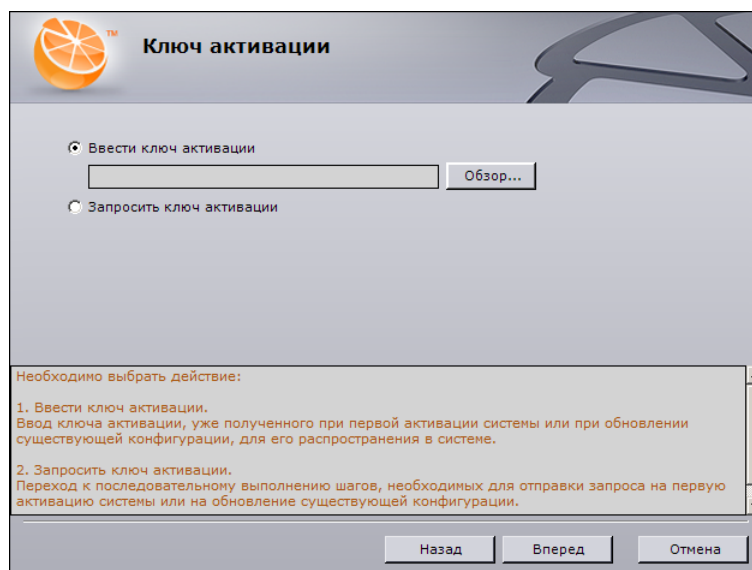 TM
Ключ активации
Ввести ключ активации
Обзор...
Запросить ключ активации
Необходимо выбрать действие:
1. Ввести ключ активации.
Ввод ключа активации, уже полученного при первой активации системы или при обновлении
существующей конфигурации, для его распространения в системе.
2. Запросить ключ активации.
Переход к последовательному выполнению шагов, необходимых для отправки запроса на первую
активацию системы или на обновление существующей конфигурации.
Назад Вперед Отмена